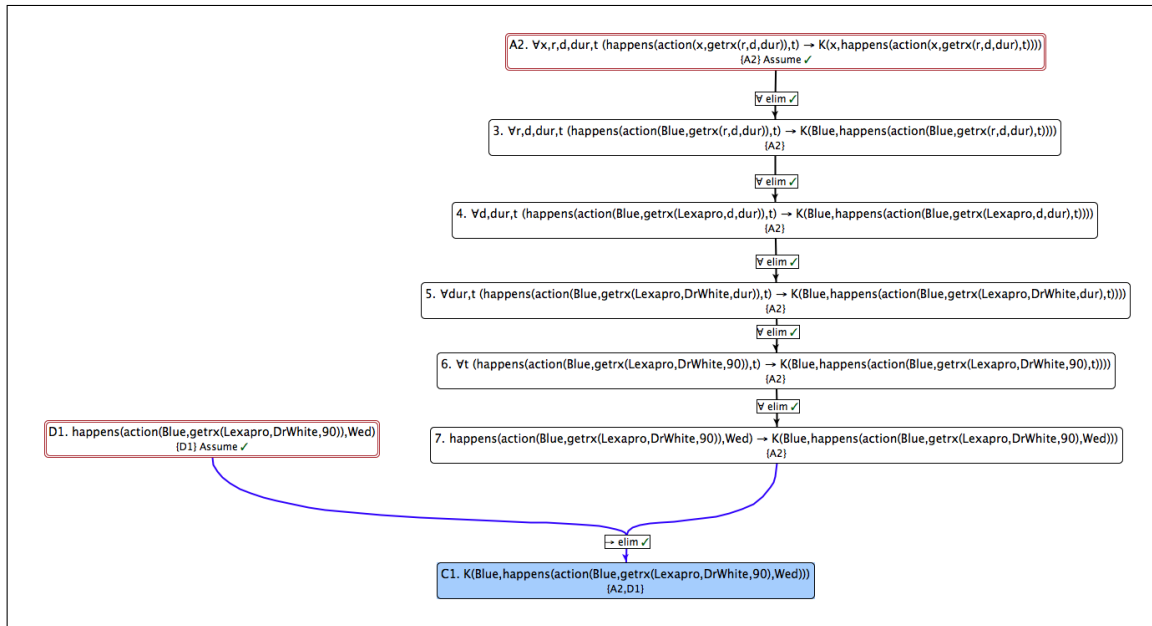 A2. ∀x,r,d,dur,t (happens(action(x,getrx(r,d,dur)),t) → K(x,happens(action(x,getrx(r,d,dur),t))))
{A2} Assume ✓
∀ elim ✓
3. ∀r,d,dur,t (happens(action(Blue,getrx(r,d,dur)),t) → K(Blue,happens(action(Blue,getrx(r,d,dur),t))))
{A2}
∀ elim ✓
4. ∀d,dur,t (happens(action(Blue,getrx(Lexapro,d,dur)),t) → K(Blue,happens(action(Blue,getrx(Lexapro,d,dur),t))))
{A2}
∀ elim ✓
5. ∀dur,t (happens(action(Blue,getrx(Lexapro,DrWhite,dur)),t) → K(Blue,happens(action(Blue,getrx(Lexapro,DrWhite,dur),t))))
{A2}
∀ elim ✓
6. ∀t (happens(action(Blue,getrx(Lexapro,DrWhite,90)),t) → K(Blue,happens(action(Blue,getrx(Lexapro,DrWhite,90),t))))
{A2}
∀ elim ✓
D1. happens(action(Blue,getrx(Lexapro,DrWhite,90)),Wed)
{D1} Assume ✓
7. happens(action(Blue,getrx(Lexapro,DrWhite,90)),Wed) → K(Blue,happens(action(Blue,getrx(Lexapro,DrWhite,90),Wed)))
{A2}
→ elim ✓
C1. K(Blue,happens(action(Blue,getrx(Lexapro,DrWhite,90),Wed)))
{A2,D1}